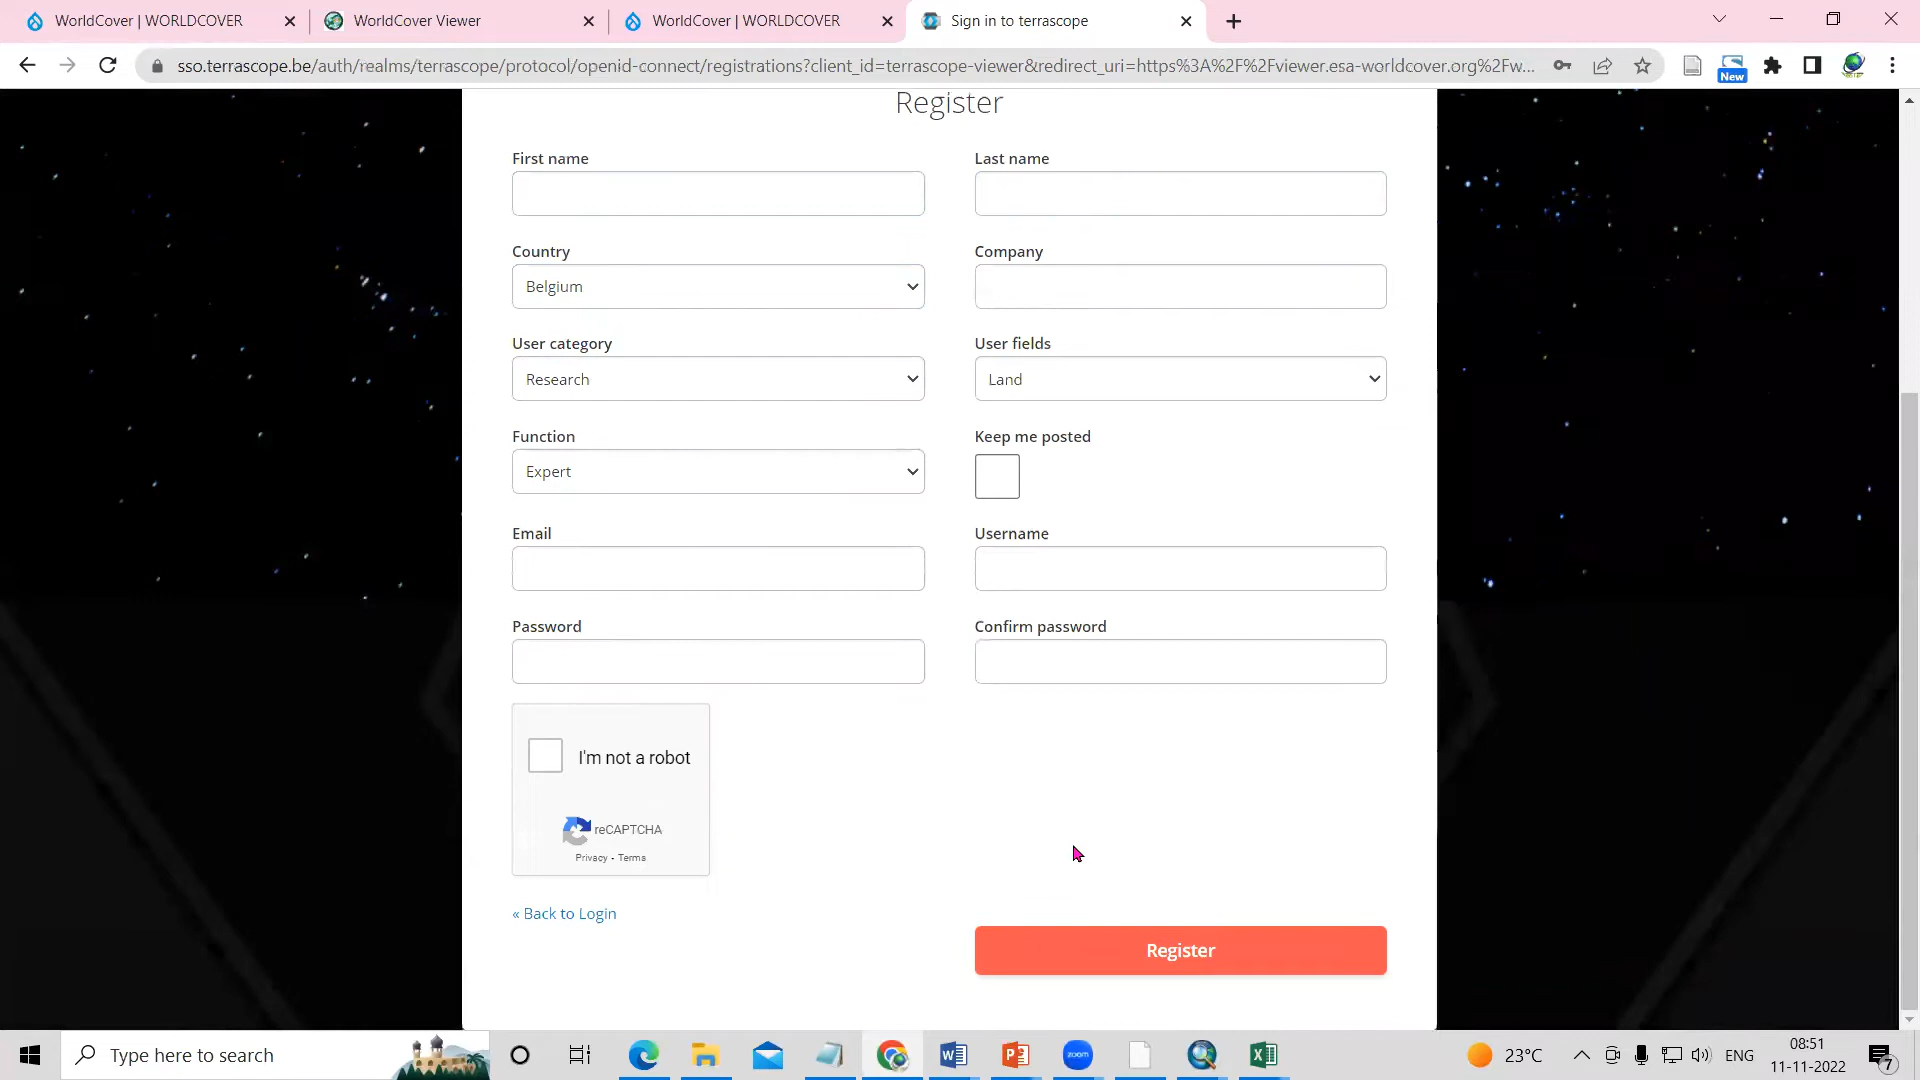 WorldCover | WORLDCOVER
WorldCover Viewer
WorldCover | WORLDCOVER
Sign in to terrascope
sso.terrascope.be/auth/realms/terrascope/protocol/openid-connect/registrations?client_id=terrascope-viewer&redirect_uri=https%3A%2F%2Fviewer.esa-worldcover.org%2Fw...
New
Register
First name
Last name
Country
Company
Belgium
User category
User fields
Research
Land
Function
Keep me posted
Expert
Email
Username
Password
Confirm password
I'm not a robot
reCAPTCHA
Privacy - Terms
« Back to Login
Register
Type here to search
zoom
23°C
ENG
08:51
11-11-2022
7